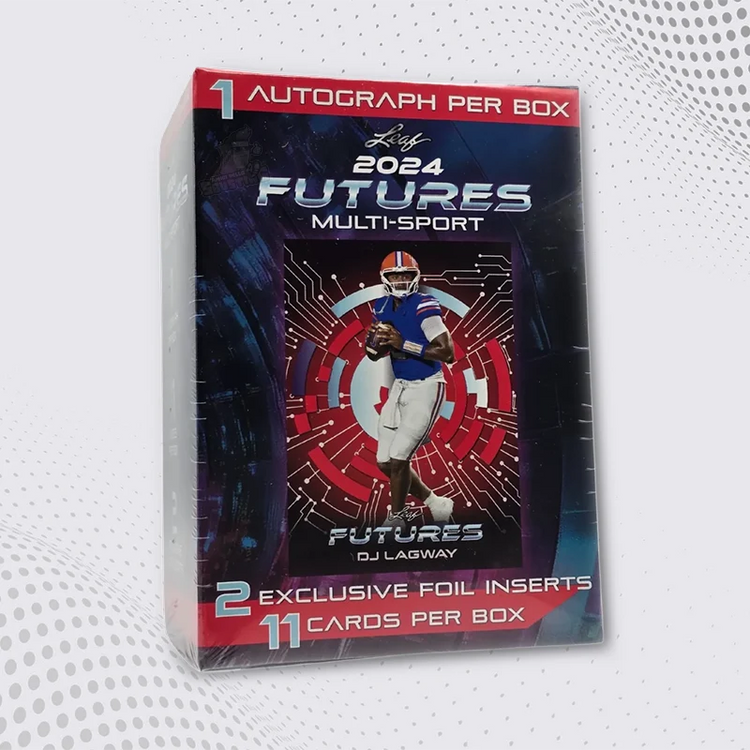 1 AUTOGRAPH PER BOX
Leaf
2024
FUTURES
MULTI-SPORT
Leaf
FUTURES
DJ LAGWAY
2 EXCLUSIVE FOIL INSERTS
11 CARDS PER BOX